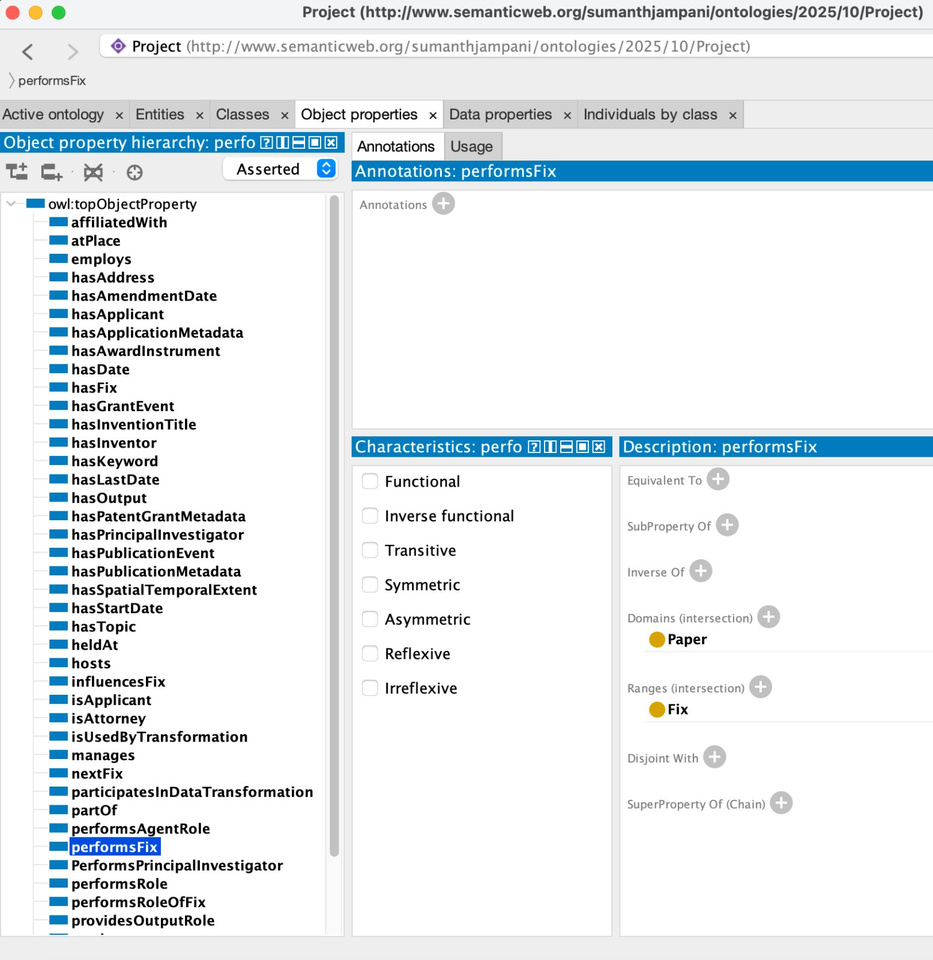 Project (http://www.semanticweb.org/sumanthjampani/ontologies/2025/10/Project)
Project (http://www.semanticweb.org/sumanthjampani/ontologies/2025/10/Project)
performsFix
Active ontology × Entities × Classes × Object properties × Data properties × Individuals by class ×
Object property hierarchy: perfo
Asserted
owl:topObjectProperty
affiliatedWith
atPlace
employs
hasAddress
hasAmendmentDate
hasApplicant
hasApplicationMetadata
hasAwardInstrument
hasDate
hasFix
hasGrantEvent
hasInventionTitle
hasInventor
hasKeyword
hasLastDate
hasOutput
hasPatentGrantMetadata
hasPrincipalInvestigator
hasPublicationEvent
hasPublicationMetadata
hasSpatialTemporalExtent
hasStartDate
hasTopic
heldAt
hosts
influencesFix
isApplicant
isAttorney
isUsedByTransformation
manages
nextFix
participatesInDataTransformation
partOf
performsAgentRole
performsFix
PerformsPrincipalInvestigator
performsRole
performsRoleOfFix
providesOutputRole
Annotations Usage
Annotations: performsFix
Annotations
Characteristics: perfo
Functional
Inverse functional
Transitive
Symmetric
Asymmetric
Reflexive
Irreflexive
Description: performsFix
Equivalent To
SubProperty Of
Inverse Of
Domains (intersection)
Paper
Ranges (intersection)
Fix
Disjoint With
SuperProperty Of (Chain)